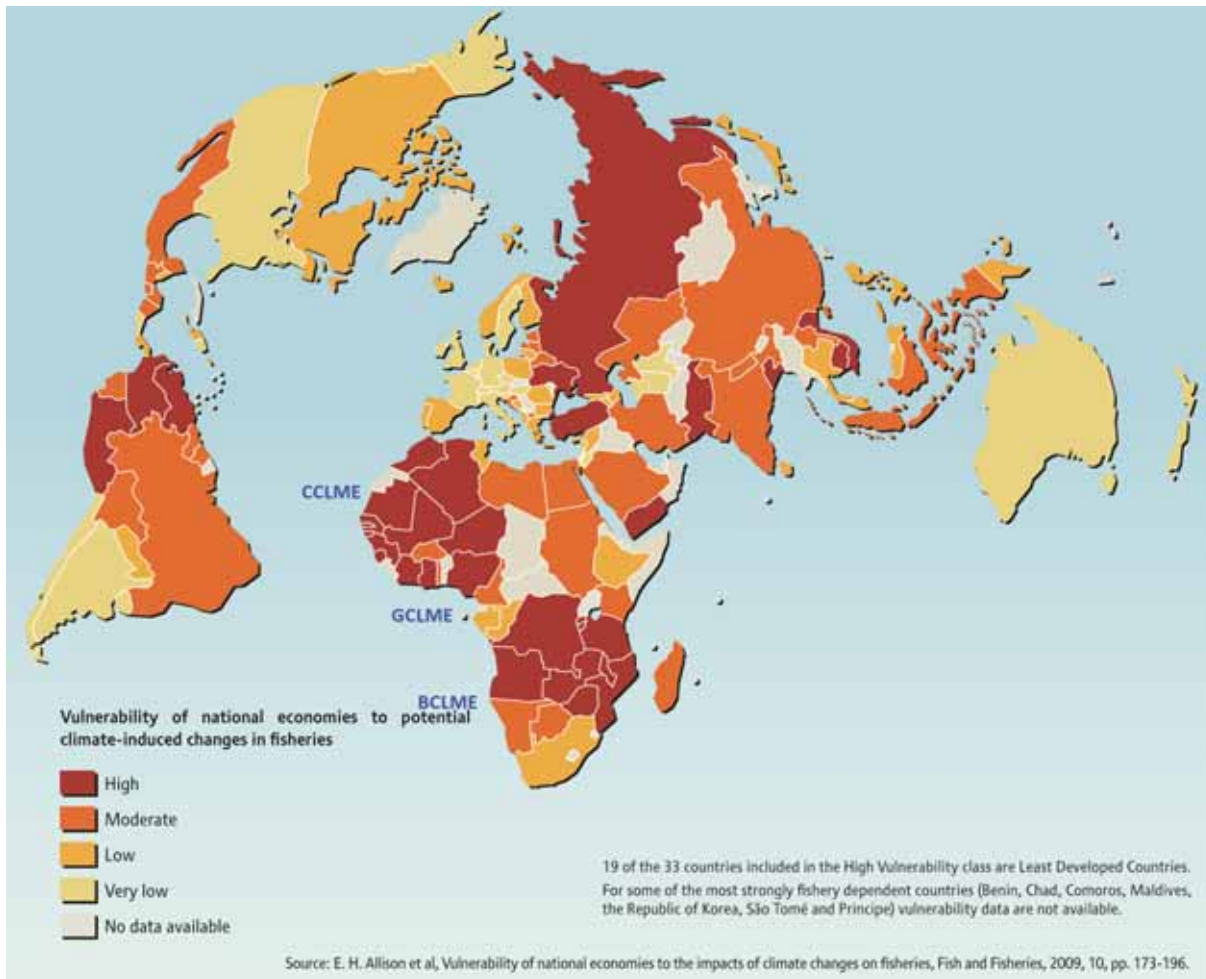 CCLME
GCLME
BCLME
Vulnerability of national economies to potential
climate-induced changes in fisheries
High
Moderate
Low
Very low
No data available
19 of the 33 countries included in the High Vulnerability class are Least Developed Countries.
For some of the most strongly fishery dependent countries (Benin, Chad, Comoros, Maldives,
the Republic of Korea, São Tomé and Principe) vulnerability data are not available.
Source: E. H. Allison et al, Vulnerability of national economies to the impacts of climate changes on fisheries, Fish and Fisheries, 2009, 10, pp. 173-196.